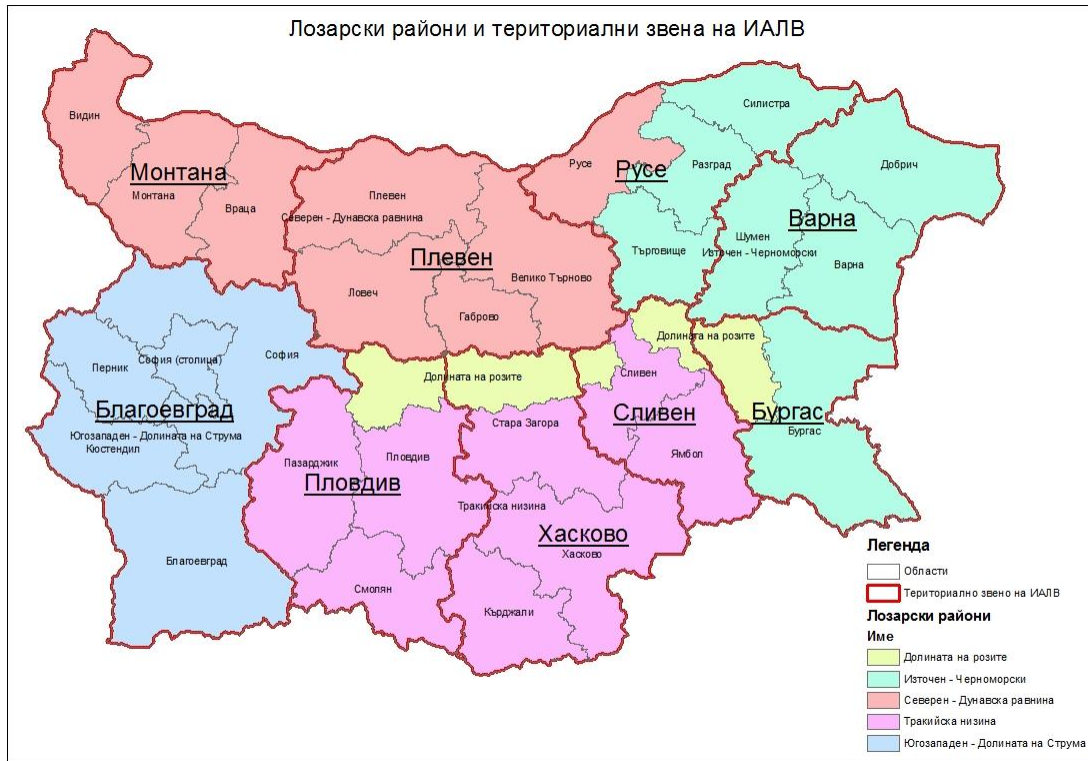 Лозарски райони и териториални звена на ИАЛВ
Видин
Монтана
Монтана
Враца
Плевен
Северен - Дунавска равнина
Плевен
Ловеч
Габрово
Велико Търново
Русе
Русе
Силистра
Разград
Търговище
Добрич
Варна
Шумен
Източен - Черноморски
Варна
Перник
София (столица)
София
Благоевград
Югозападен - Долината на Струма
Кюстендил
Благоевград
Долината на розите
Долината на розите
Долината на розите
Пазарджик
Пловдив
Пловдив
Смолян
Стара Загора
Тракийска низина
Хасково
Хасково
Кърджали
Сливен
Сливен
Ямбол
Бургас
Бургас
Легенда
Области
Териториално звено на ИАЛВ
Лозарски райони
Име
Долината на розите
Източен - Черноморски
Северен - Дунавска равнина
Тракийска низина
Югозападен - Долината на Струма